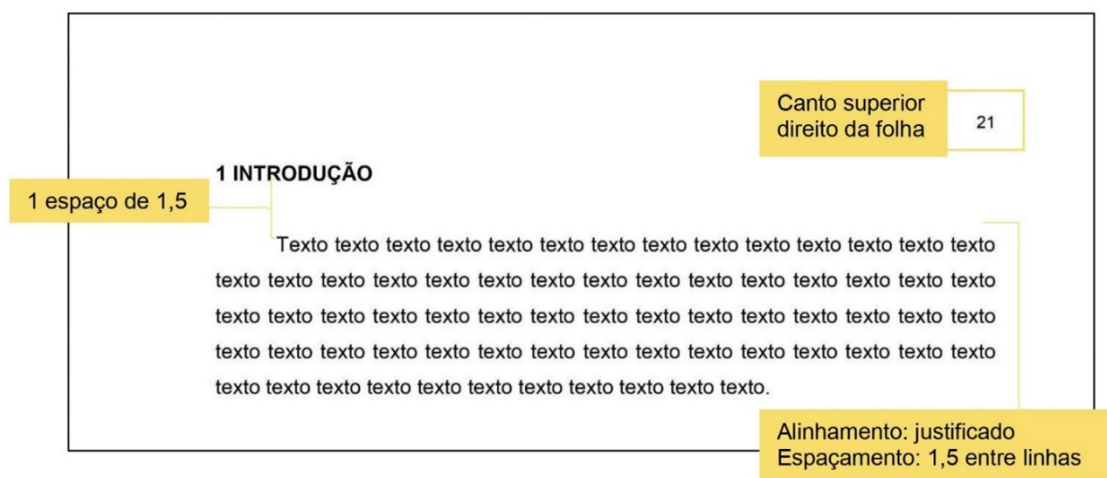 Canto superior
direito da folha
21
1 INTRODUÇÃO
1 espaço de 1,5
Texto texto texto texto texto texto texto texto texto texto texto texto texto texto
texto texto texto texto texto texto texto texto texto texto texto texto texto texto texto
texto texto texto texto texto texto texto texto texto texto texto texto texto texto texto
texto texto texto texto texto texto texto texto texto texto texto texto texto texto texto
texto texto texto texto texto texto texto texto texto texto texto.
Alinhamento: justificado
Espaçamento: 1,5 entre linhas